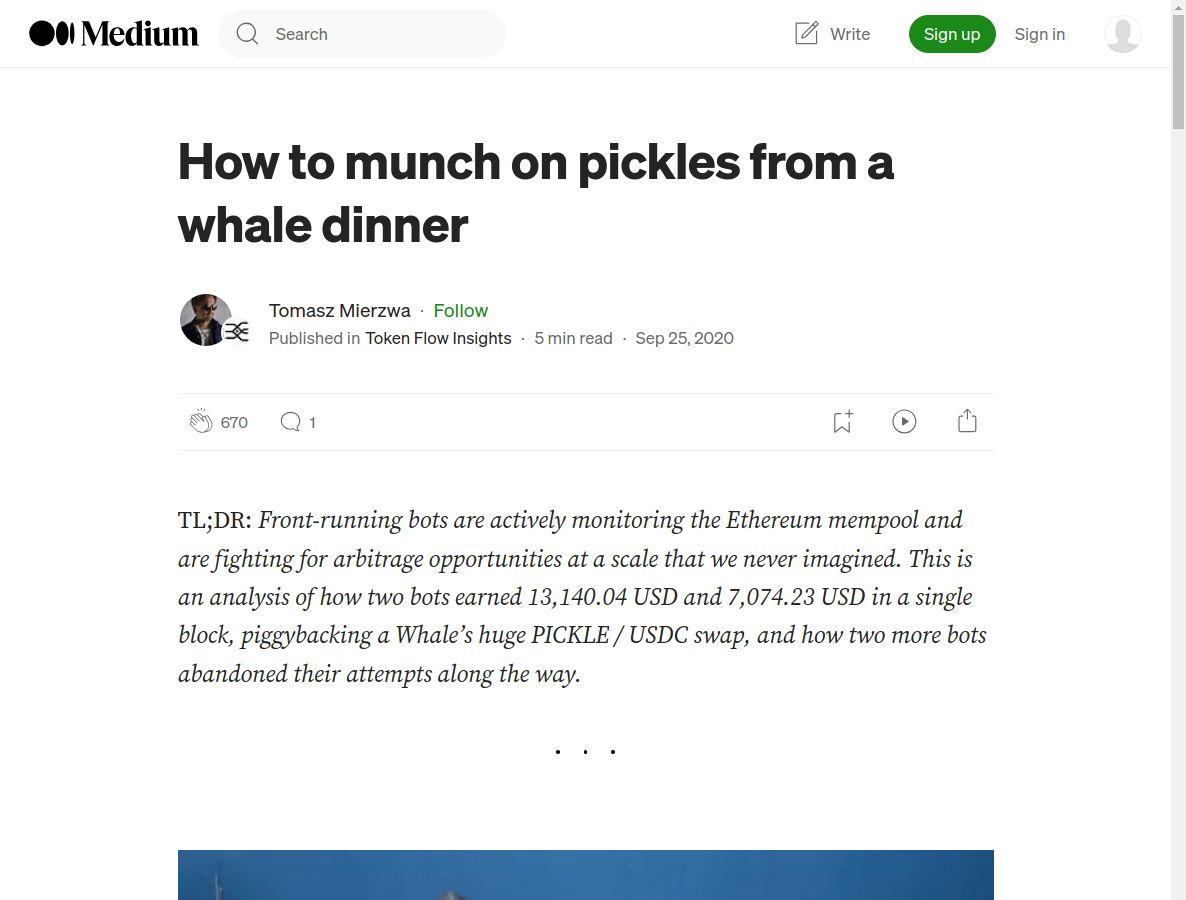 Medium
Search
Write
Sign up
Sign in
How to munch on pickles from a
whale dinner
Tomasz Mierzwa · Follow
Published in Token Flow Insights · 5 min read · Sep 25, 2020
670
1
TL;DR: Front-running bots are actively monitoring the Ethereum mempool and
are fighting for arbitrage opportunities at a scale that we never imagined. This is
an analysis of how two bots earned 13,140.04 USD and 7,074.23 USD in a single
block, piggybacking a Whale’s huge PICKLE / USDC swap, and how two more bots
abandoned their attempts along the way.
. . .